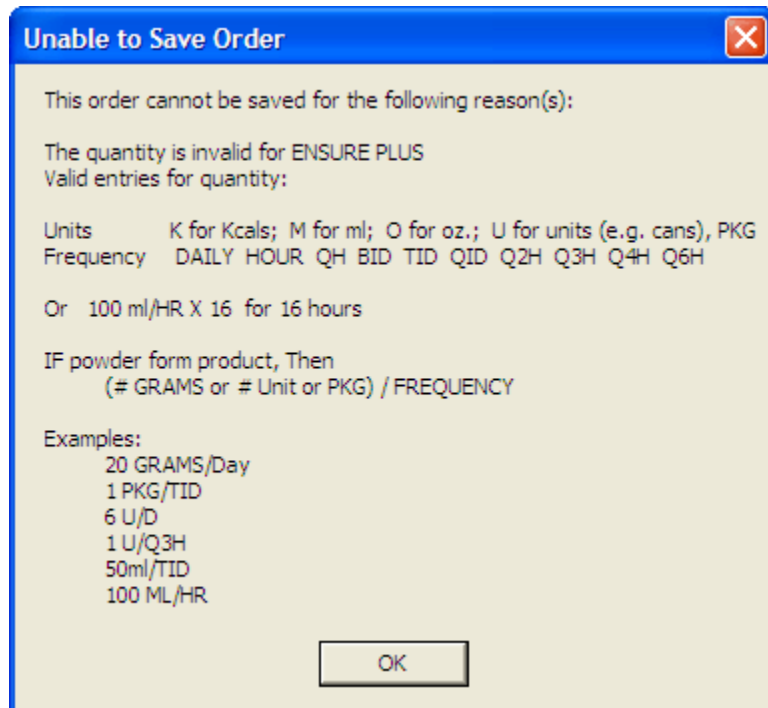 Unable to Save Order
This order cannot be saved for the following reason(s):
The quantity is invalid for ENSURE PLUS
Valid entries for quantity:
Units K for Kcals; M for ml; O for oz.; U for units (e.g. cans), PKG
Frequency DAILY HOUR QH BID TID QID Q2H Q3H Q4H Q6H
Or 100 ml/HR X 16 for 16 hours
IF powder form product, Then
(# GRAMS or # Unit or PKG) / FREQUENCY
Examples:
20 GRAMS/Day
1 PKG/TID
6 U/D
1 U/Q3H
50ml/TID
100 ML/HR
OK